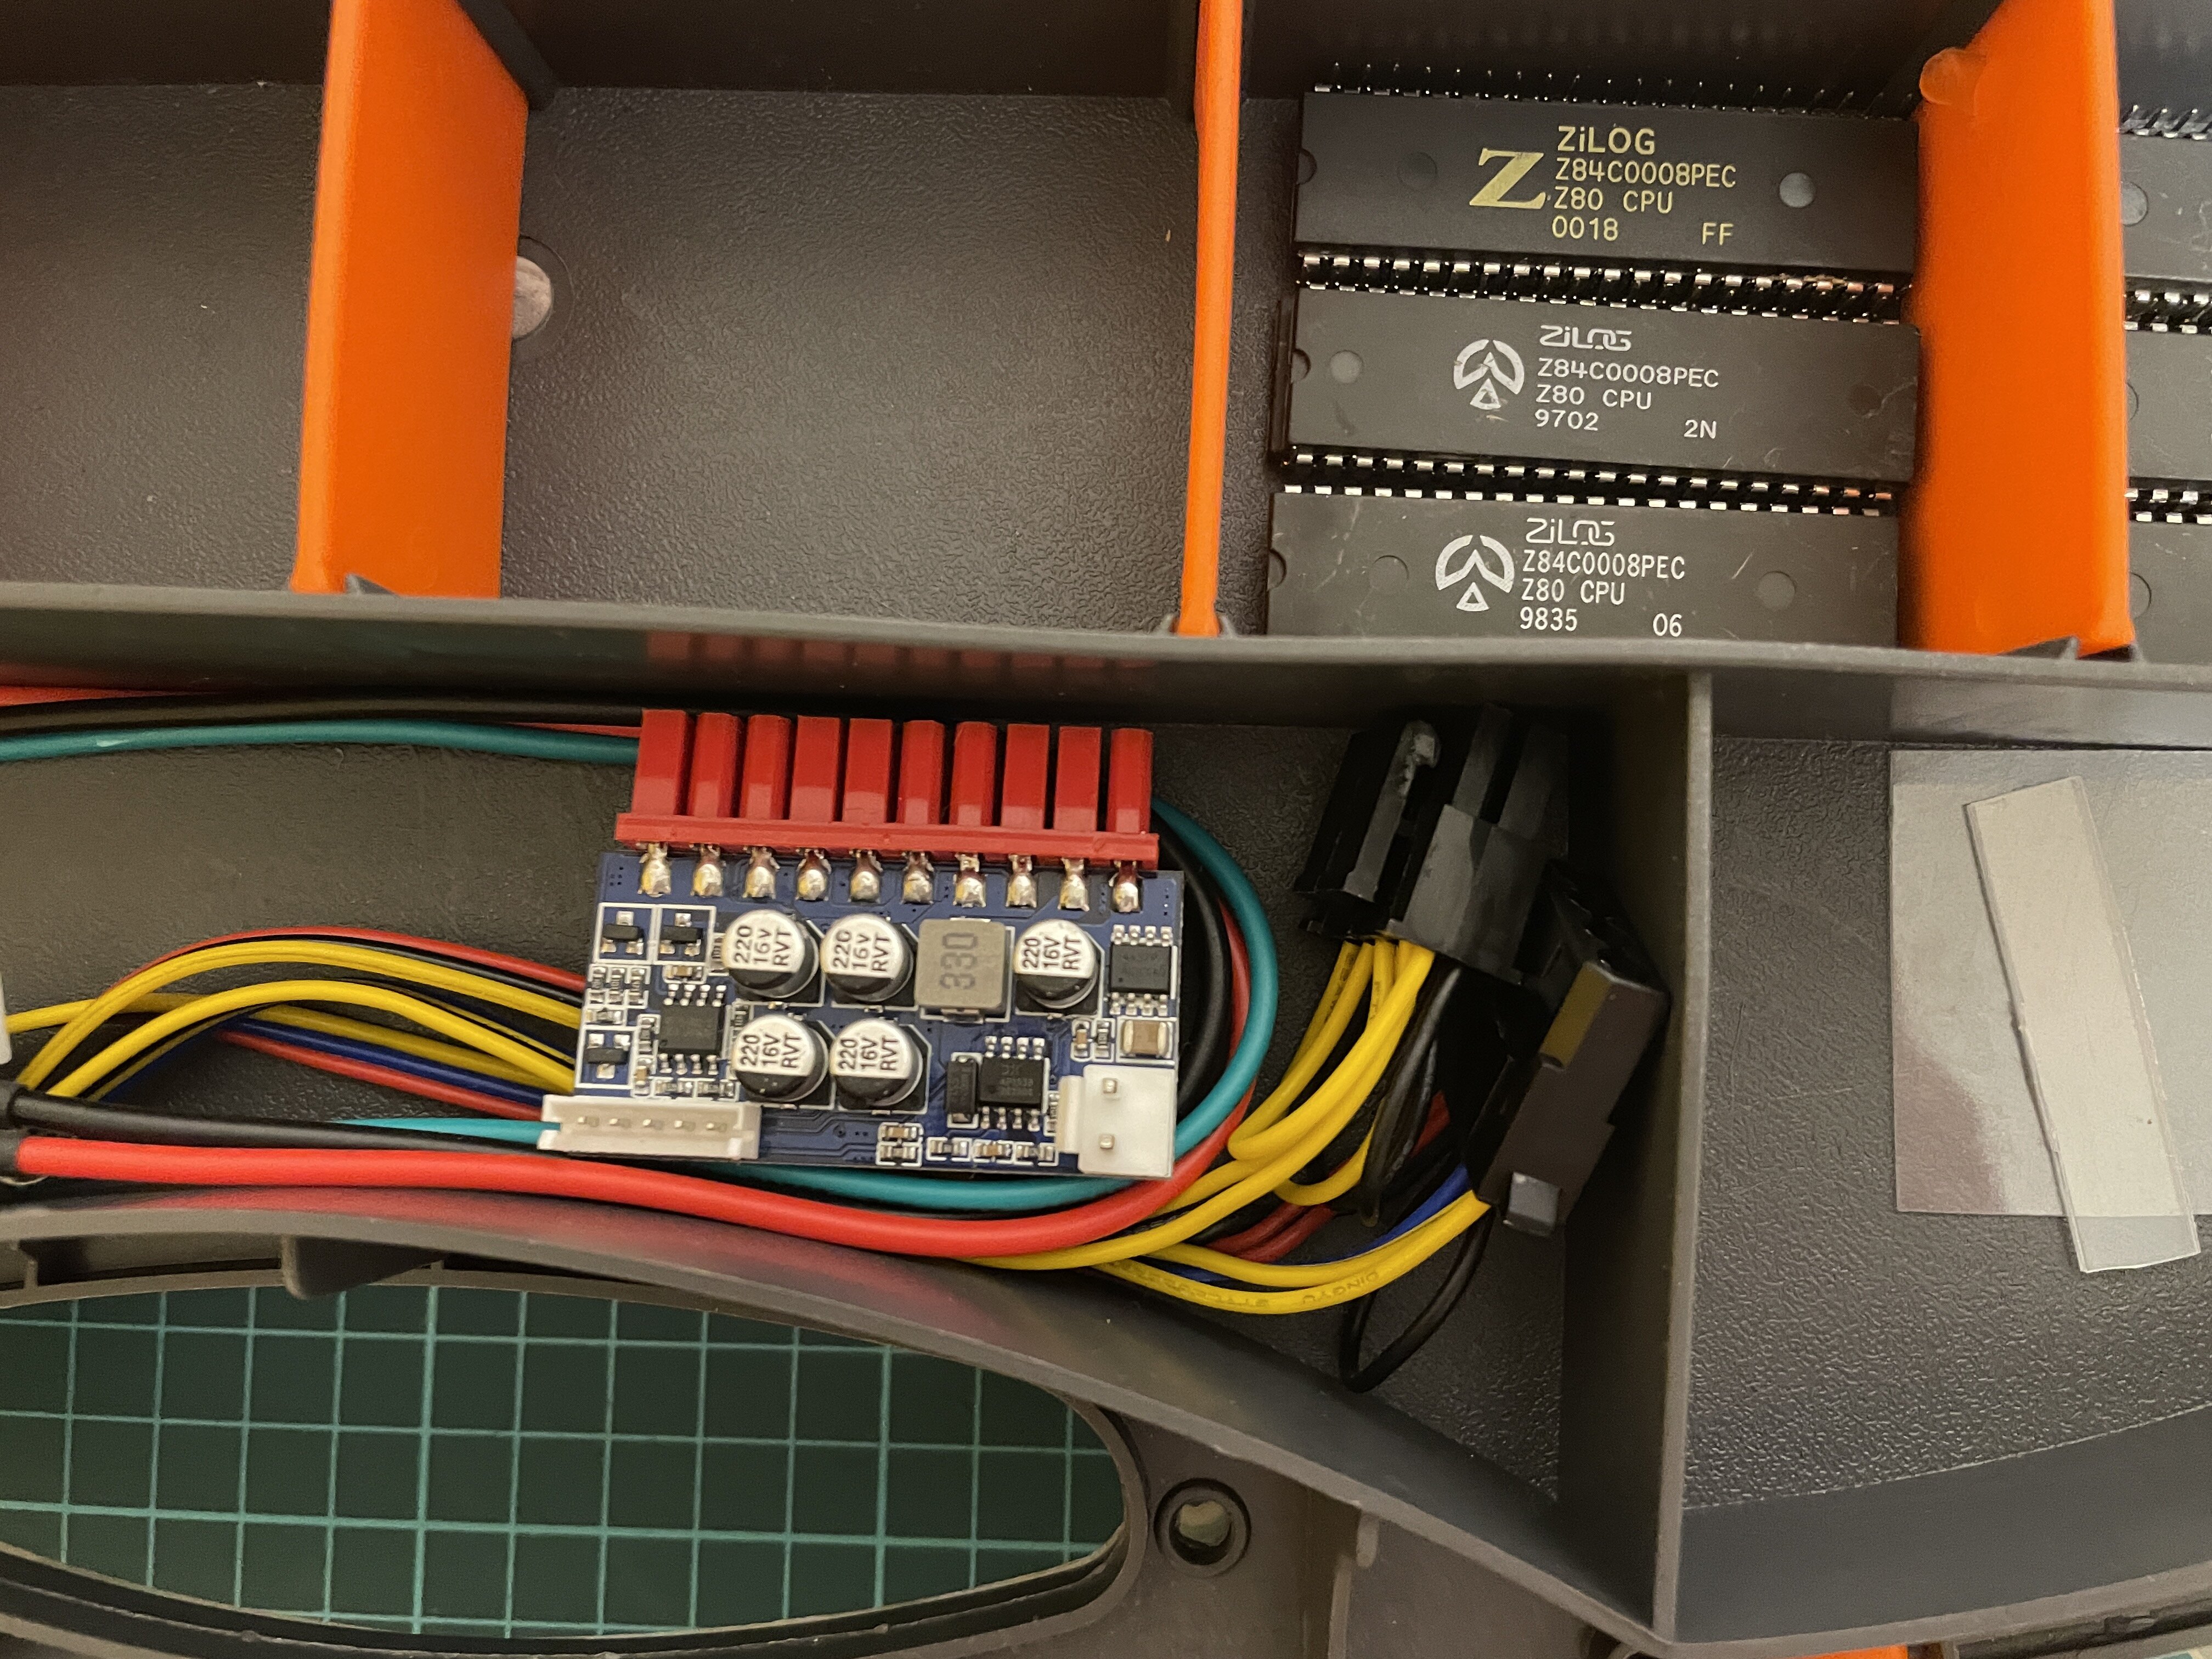 ZiLOG
Z84C0008PEC
Z80 CPU
0018 FF
ZiLOG
Z84C0008PEC
Z80 CPU
9702 2N
ZiLOG
Z84C0008PEC
Z80 CPU
9835 06
220
16V
RVT
220
16V
RVT
330
220
16V
RVT
220
16V
RVT
220
16V
RVT